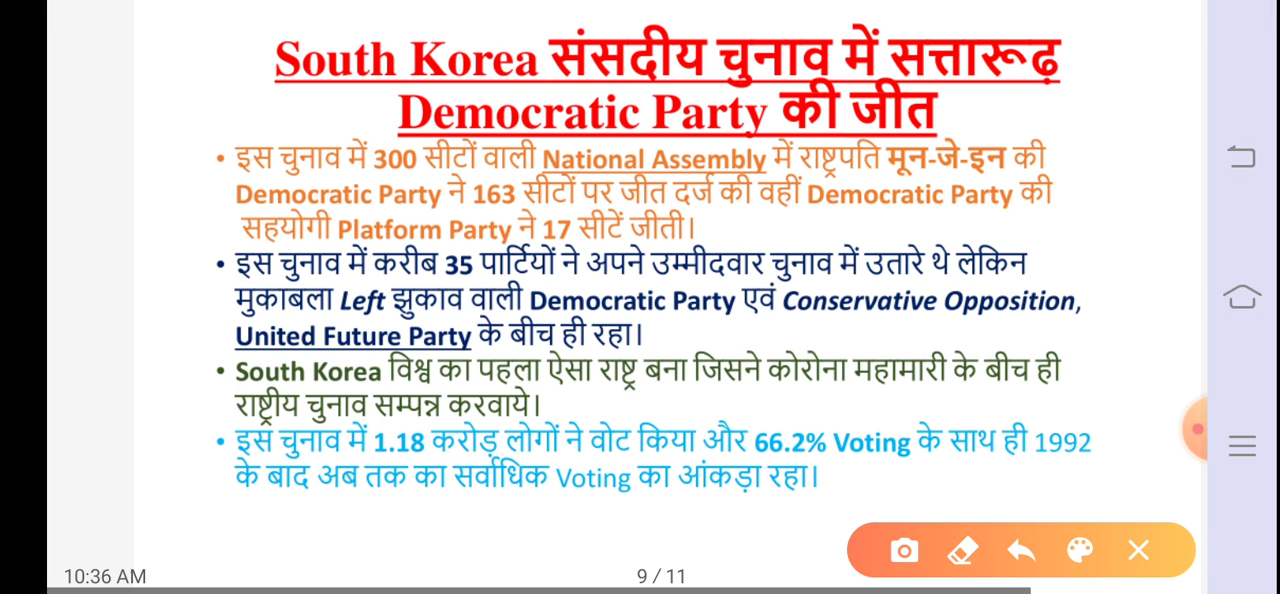 South Korea संसदीय चुनाव में सत्तारूढ़
Democratic Party की जीत
• इस चुनाव में 300 सीटों वाली National Assembly में राष्ट्रपति मून-जे-इन की
Democratic Party ने 163 सीटों पर जीत दर्ज की वहीं Democratic Party की
सहयोगी Platform Party ने 17 सीटें जीती।
• इस चुनाव में करीब 35 पार्टियों ने अपने उम्मीदवार चुनाव में उतारे थे लेकिन
मुकाबला Left झुकाव वाली Democratic Party एवं Conservative Opposition,
United Future Party के बीच ही रहा।
• South Korea विश्व का पहला ऐसा राष्ट्र बना जिसने कोरोना महामारी के बीच ही
राष्ट्रीय चुनाव सम्पन्न करवाये।
• इस चुनाव में 1.18 करोड़ लोगों ने वोट किया और 66.2% Voting के साथ ही 1992
के बाद अब तक का सर्वाधिक Voting का आंकड़ा रहा।
10:36 AM
9 / 11